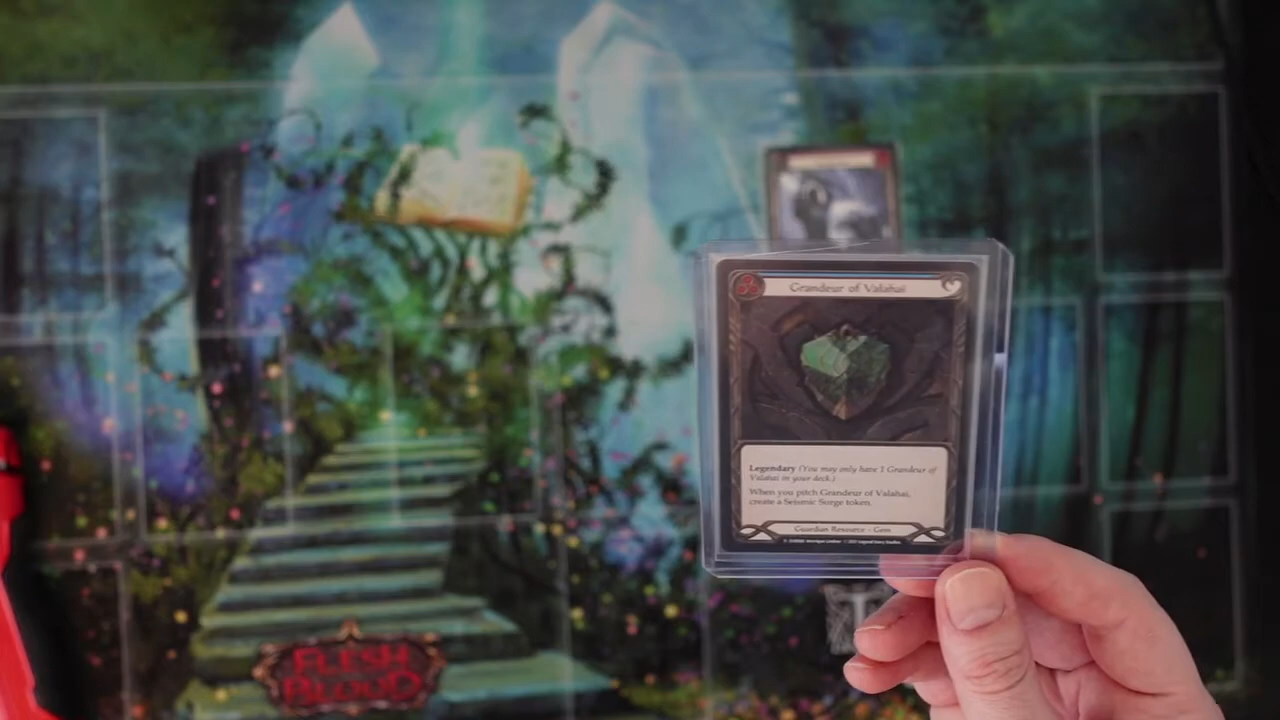 Grandeur of Valahai
Legendary (You may only have 1 Grandeur of
Valahai in your deck.)
When you pitch Grandeur of Valahai,
create a Seismic Surge token.
Guardian Resource - Gem
FLESH
BLOOD